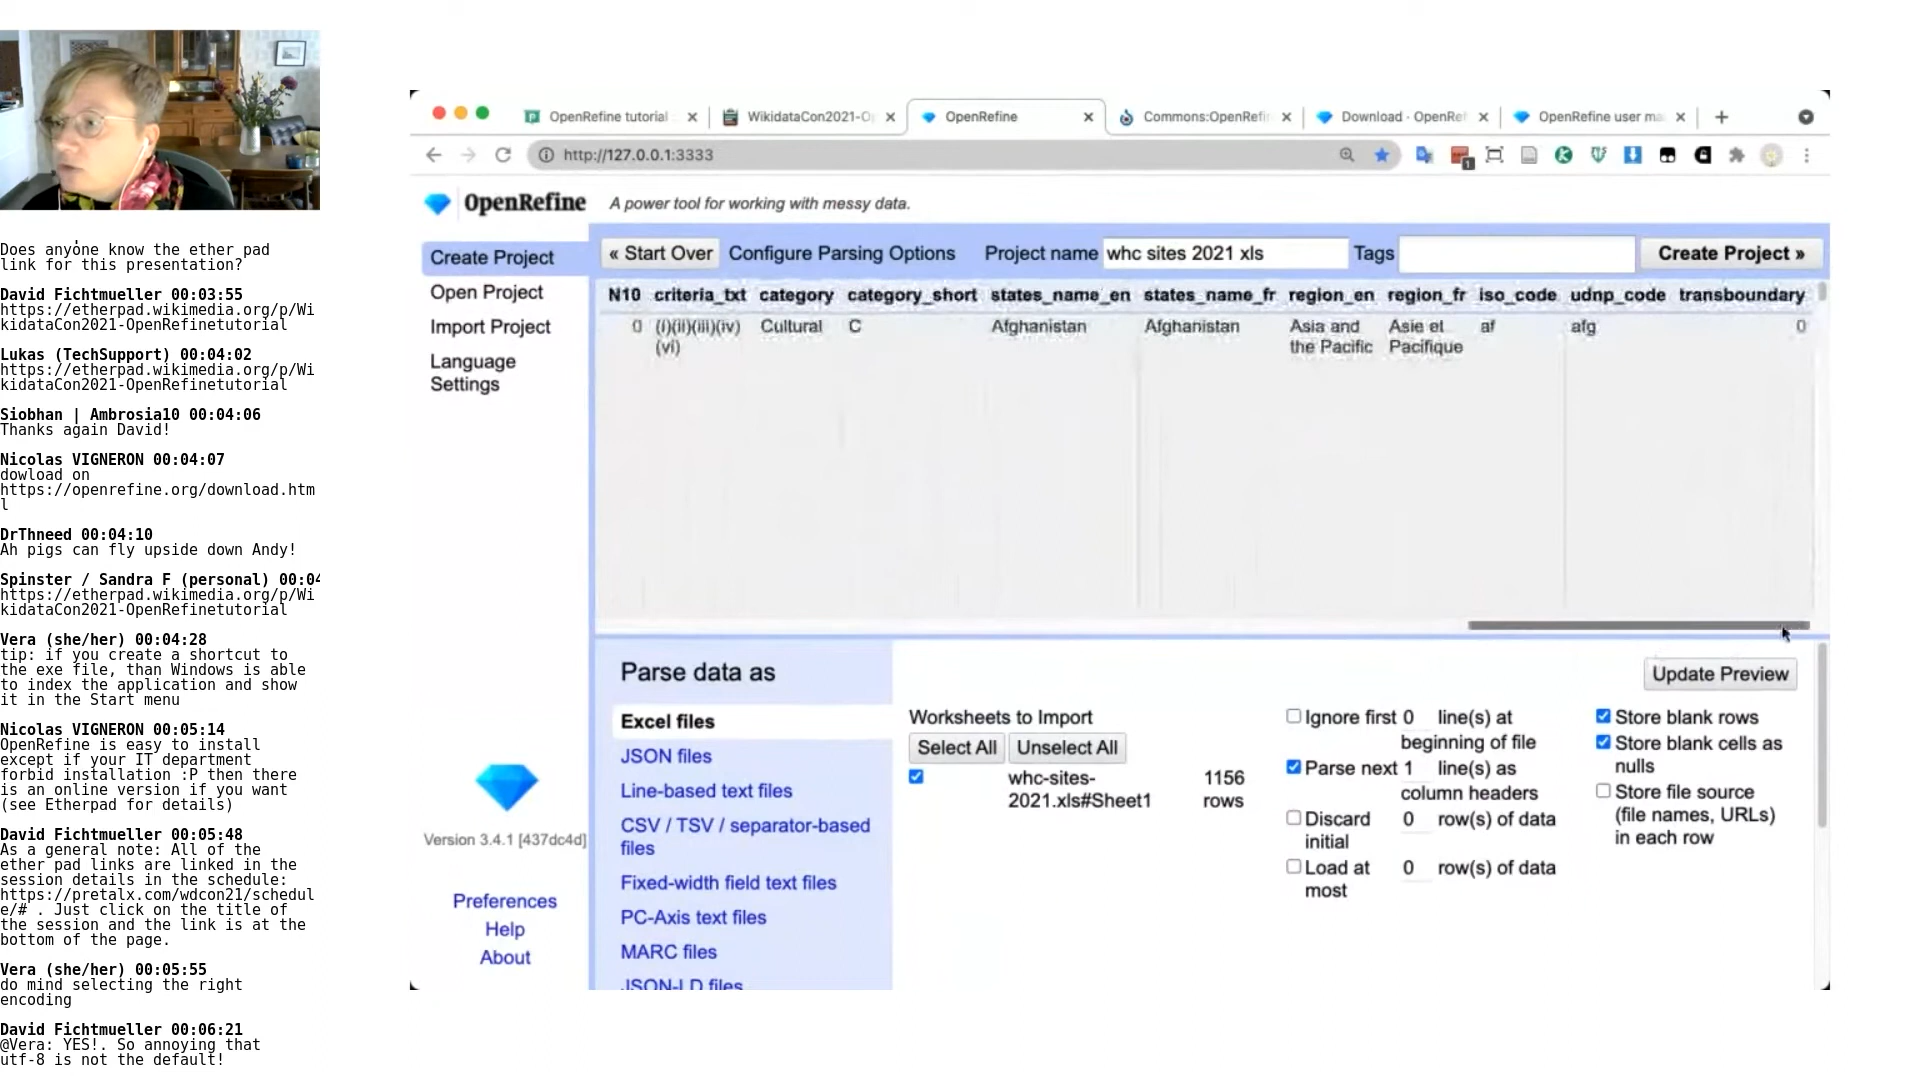 Does anyone know the ether pad
link for this presentation?
David Fichtmueller 00:03:55
https://etherpad.wikimedia.org/p/Wi
kidataCon2021-OpenRefinetutorial
Lukas (TechSupport) 00:04:02
https://etherpad.wikimedia.org/p/Wi
kidataCon2021-OpenRefinetutorial
Siobhan | Ambrosia10 00:04:06
Thanks again David!
Nicolas VIGNERON 00:04:07
dowload on
https://openrefine.org/download.htm
l
DrThneed 00:04:10
Ah pigs can fly upside down Andy!
Spinster / Sandra F (personal) 00:04
https://etherpad.wikimedia.org/p/Wi
kidataCon2021-OpenRefinetutorial
Vera (she/her) 00:04:28
tip: if you create a shortcut to
the exe file, than Windows is able
to index the application and show
it in the Start menu
Nicolas VIGNERON 00:05:14
OpenRefine is easy to install
except if your IT department
forbid installation :P then there
is an online version if you want
(see Etherpad for details)
David Fichtmueller 00:05:48
As a general note: All of the
ether pad links are linked in the
session details in the schedule:
https://pretalx.com/wdcon21/schedul
e/# . Just click on the title of
the session and the link is at the
bottom of the page.
Vera (she/her) 00:05:55
do mind selecting the right
encoding
David Fichtmueller 00:06:21
@Vera: YES!. So annoying that
utf-8 is not the default!
OpenRefine tutorial WikidataCon2021-O OpenRefine Commons:OpenRefi Download · OpenRef OpenRefine user ma
http://127.0.0.1:3333
OpenRefine A power tool for working with messy data.
Create Project
Open Project
Import Project
Language
Settings
Version 3.4.1 [437dc4d]
Preferences
Help
About
« Start Over Configure Parsing Options Project name whc sites 2021 xls Tags Create Project »
N10 criteria_txt category category_short states_name_en states_name_fr region_en region_fr iso_code udnp_code transboundary
0 (i)(ii)(iii)(iv) Cultural C Afghanistan Afghanistan Asia and Asie et af afg 0
(vi) the Pacific Pacifique
Parse data as
Excel files
JSON files
Line-based text files
CSV / TSV / separator-based
files
Fixed-width field text files
PC-Axis text files
MARC files
JSON-LD files
Update Preview
Worksheets to Import
Select All Unselect All
whc-sites- 1156
2021.xls#Sheet1 rows
Ignore first 0 line(s) at
beginning of file
Parse next 1 line(s) as
column headers
Discard 0 row(s) of data
initial
Load at 0 row(s) of data
most
Store blank rows
Store blank cells as
nulls
Store file source
(file names, URLs)
in each row